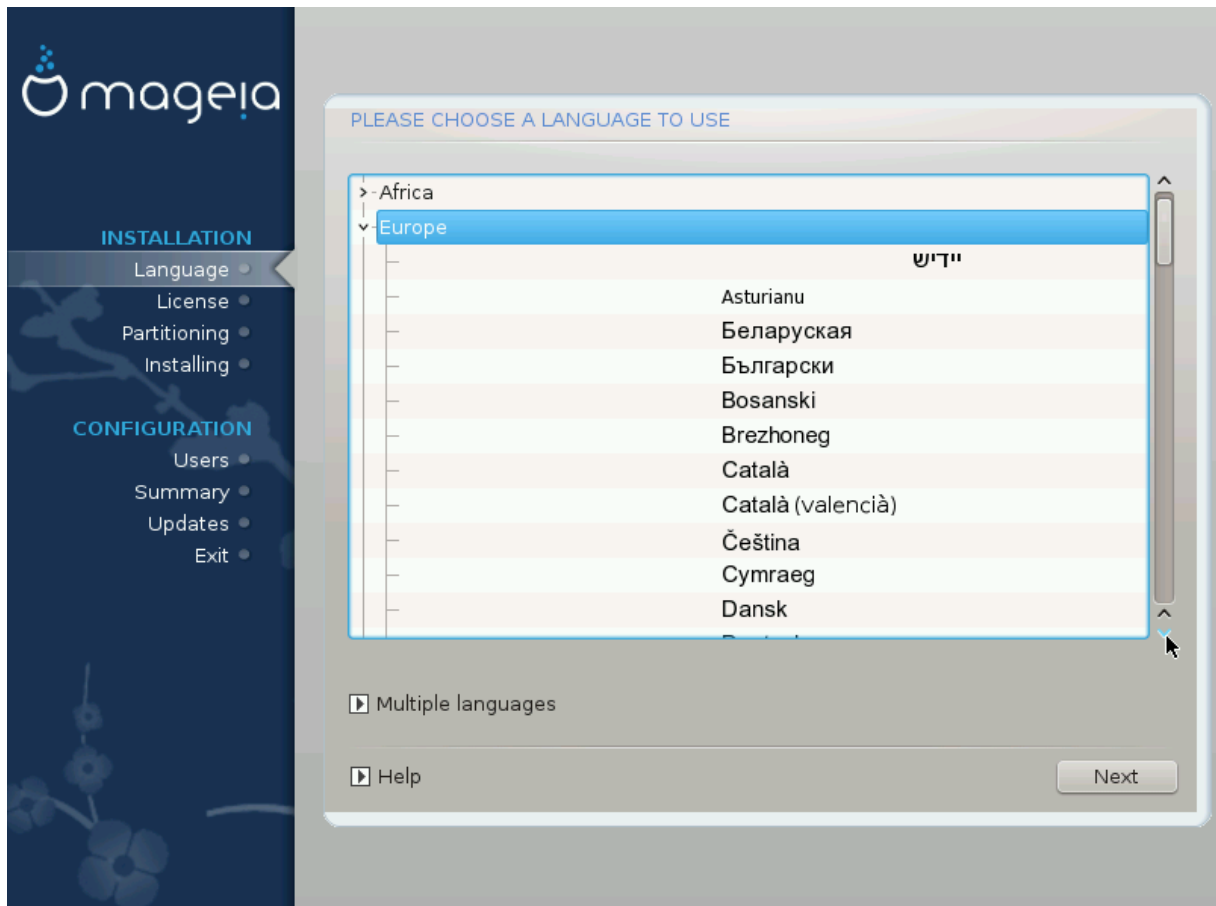 mageia
INSTALLATION
Language
License
Partitioning
Installing
CONFIGURATION
Users
Summary
Updates
Exit
PLEASE CHOOSE A LANGUAGE TO USE
Africa
Europe
ייִדיש
Asturianu
Беларуская
Български
Bosanski
Brezhoneg
Català
Català (valencià)
Čeština
Cymraeg
Dansk
Multiple languages
Help
Next